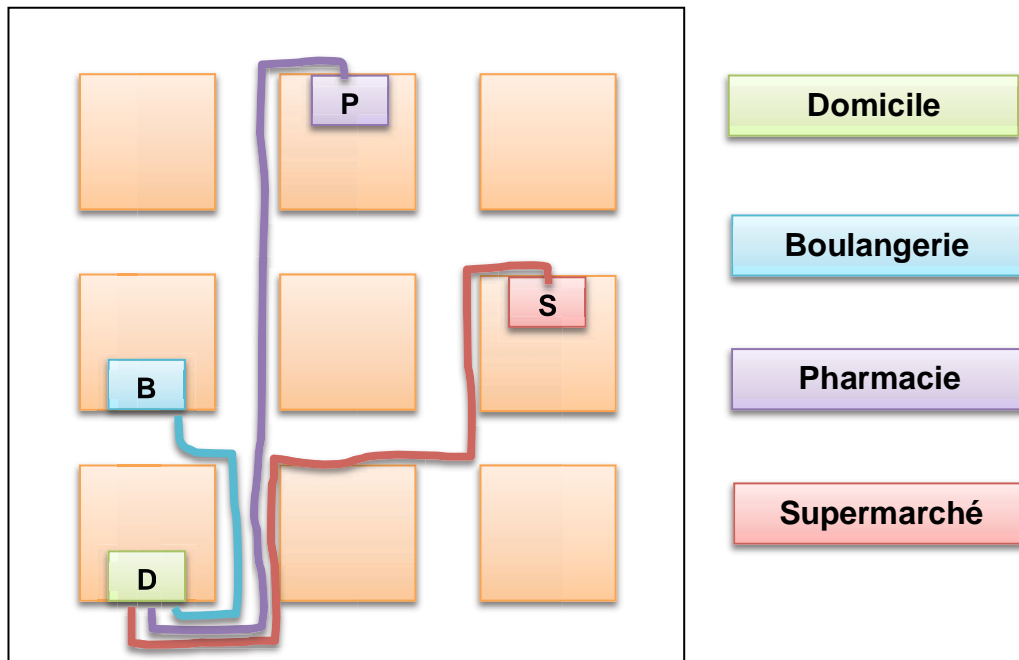 P
S
B
D
Domicile
Boulangerie
Pharmacie
Supermarché